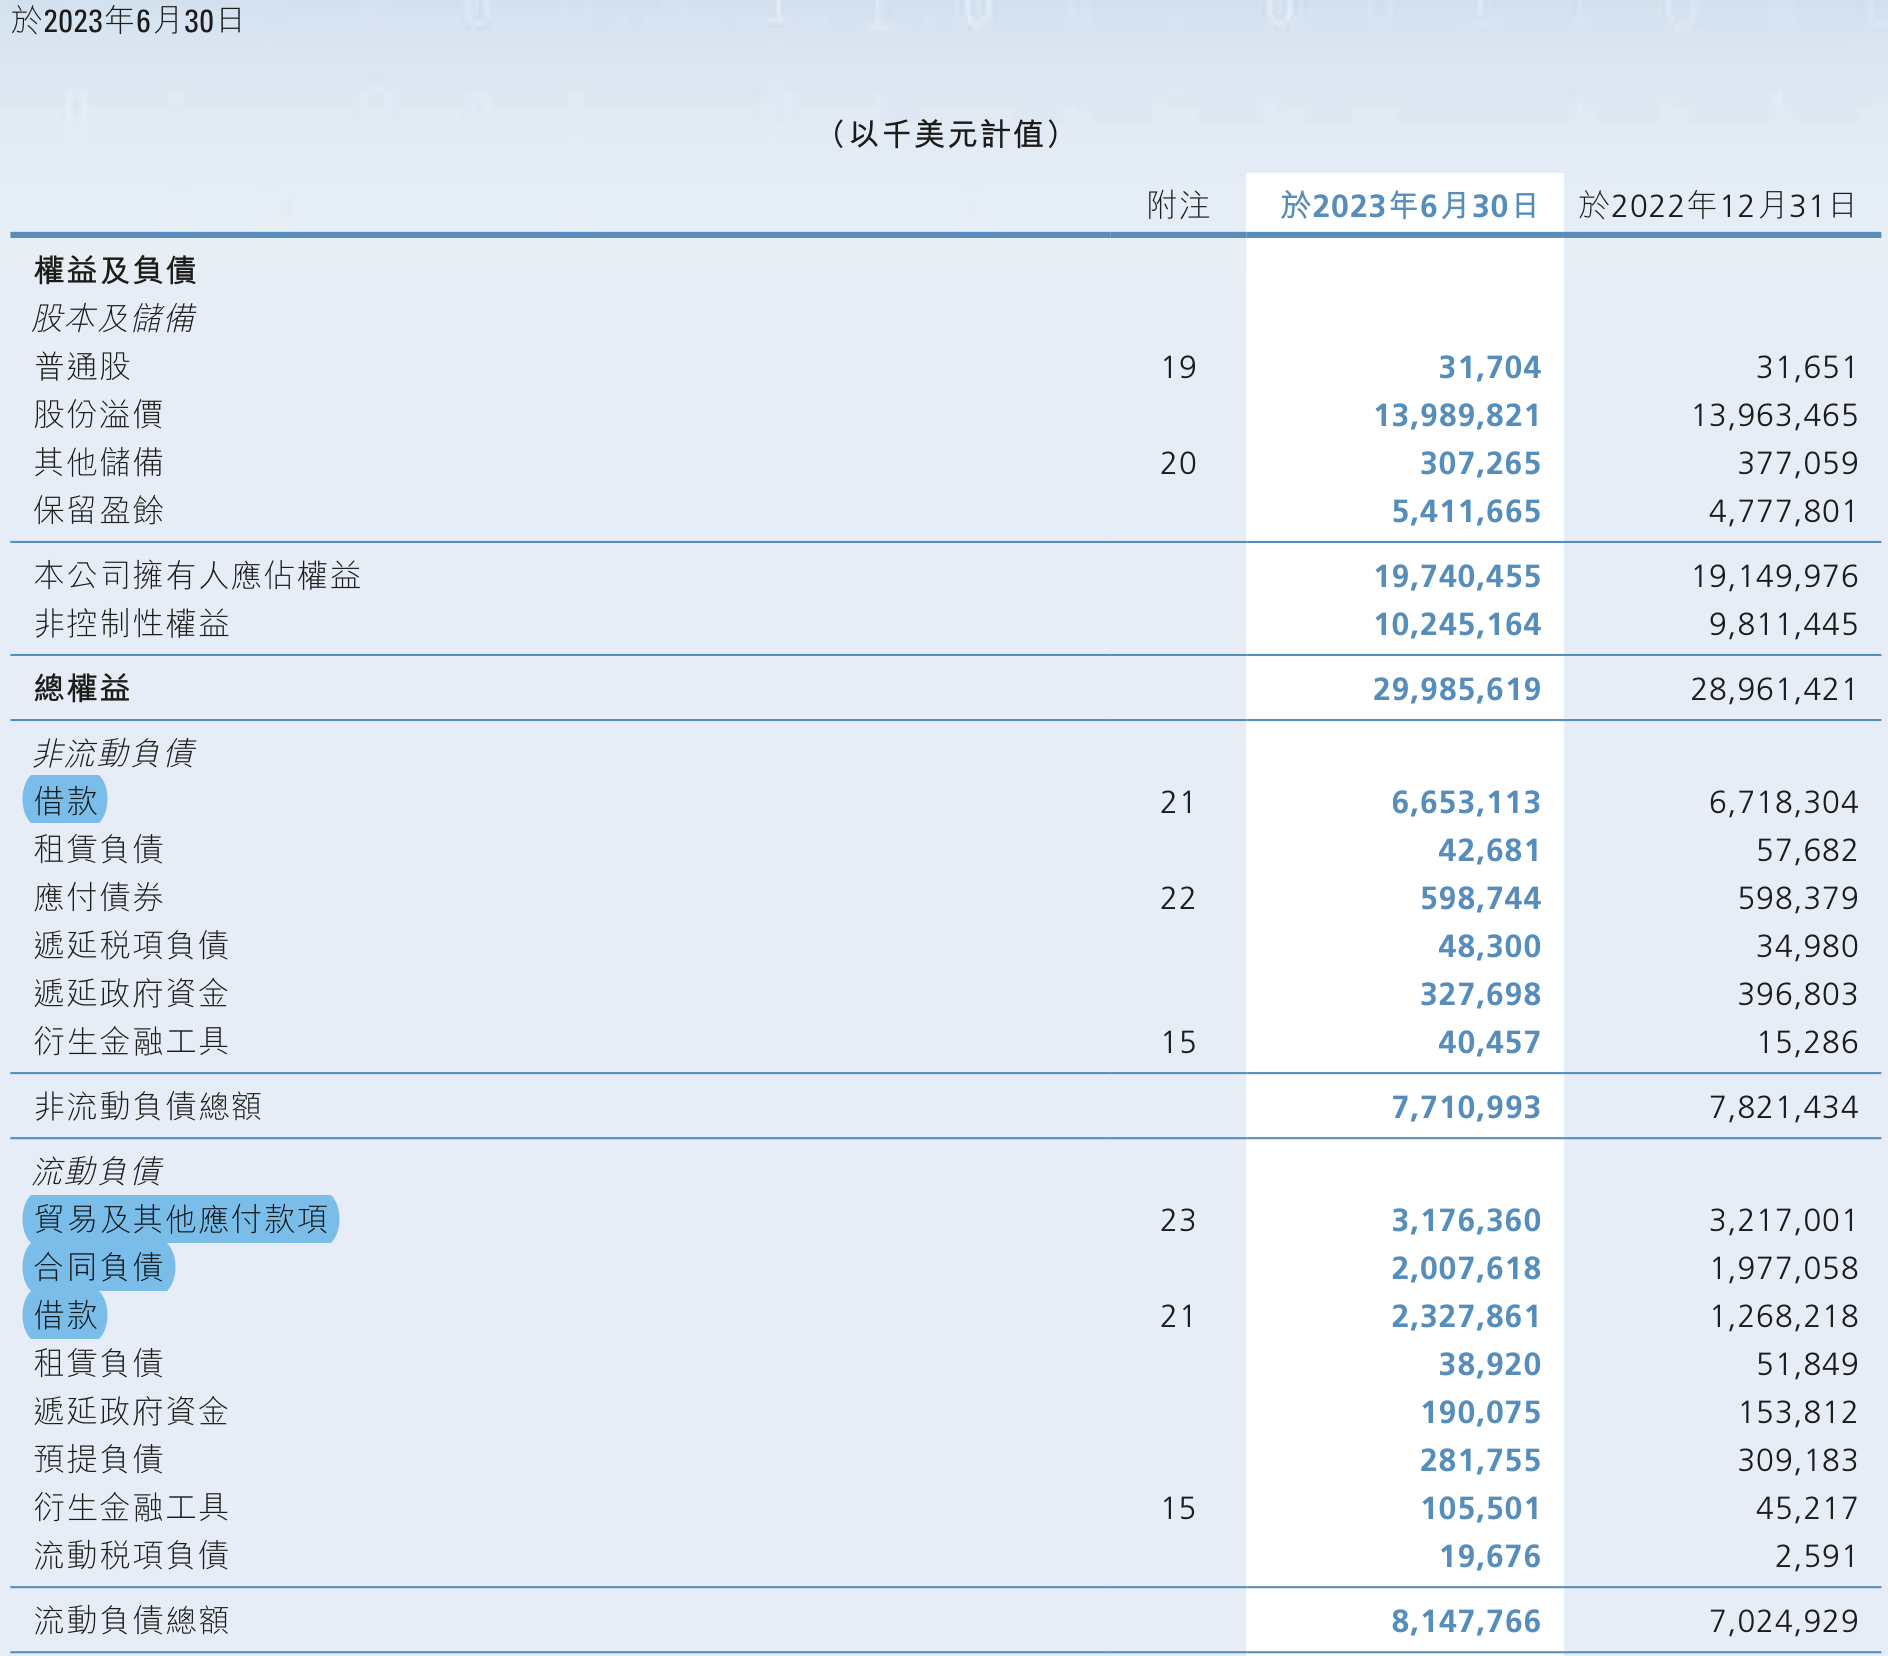 於2023年6月30日
（以千美元計值）
附注 於2023年6月30日 於2022年12月31日
權益及負債
股本及儲備
普通股 19 31,704 31,651
股份溢價 13,989,821 13,963,465
其他儲備 20 307,265 377,059
保留盈餘 5,411,665 4,777,801
本公司擁有人應佔權益 19,740,455 19,149,976
非控制性權益 10,245,164 9,811,445
總權益 29,985,619 28,961,421
非流動負債
借款 21 6,653,113 6,718,304
租賃負債 42,681 57,682
應付債券 22 598,744 598,379
遞延税項負債 48,300 34,980
遞延政府資金 327,698 396,803
衍生金融工具 15 40,457 15,286
非流動負債總額 7,710,993 7,821,434
流動負債
貿易及其他應付款項 23 3,176,360 3,217,001
合同負債 2,007,618 1,977,058
借款 21 2,327,861 1,268,218
租賃負債 38,920 51,849
遞延政府資金 190,075 153,812
預提負債 281,755 309,183
衍生金融工具 15 105,501 45,217
流動税項負債 19,676 2,591
流動負債總額 8,147,766 7,024,929